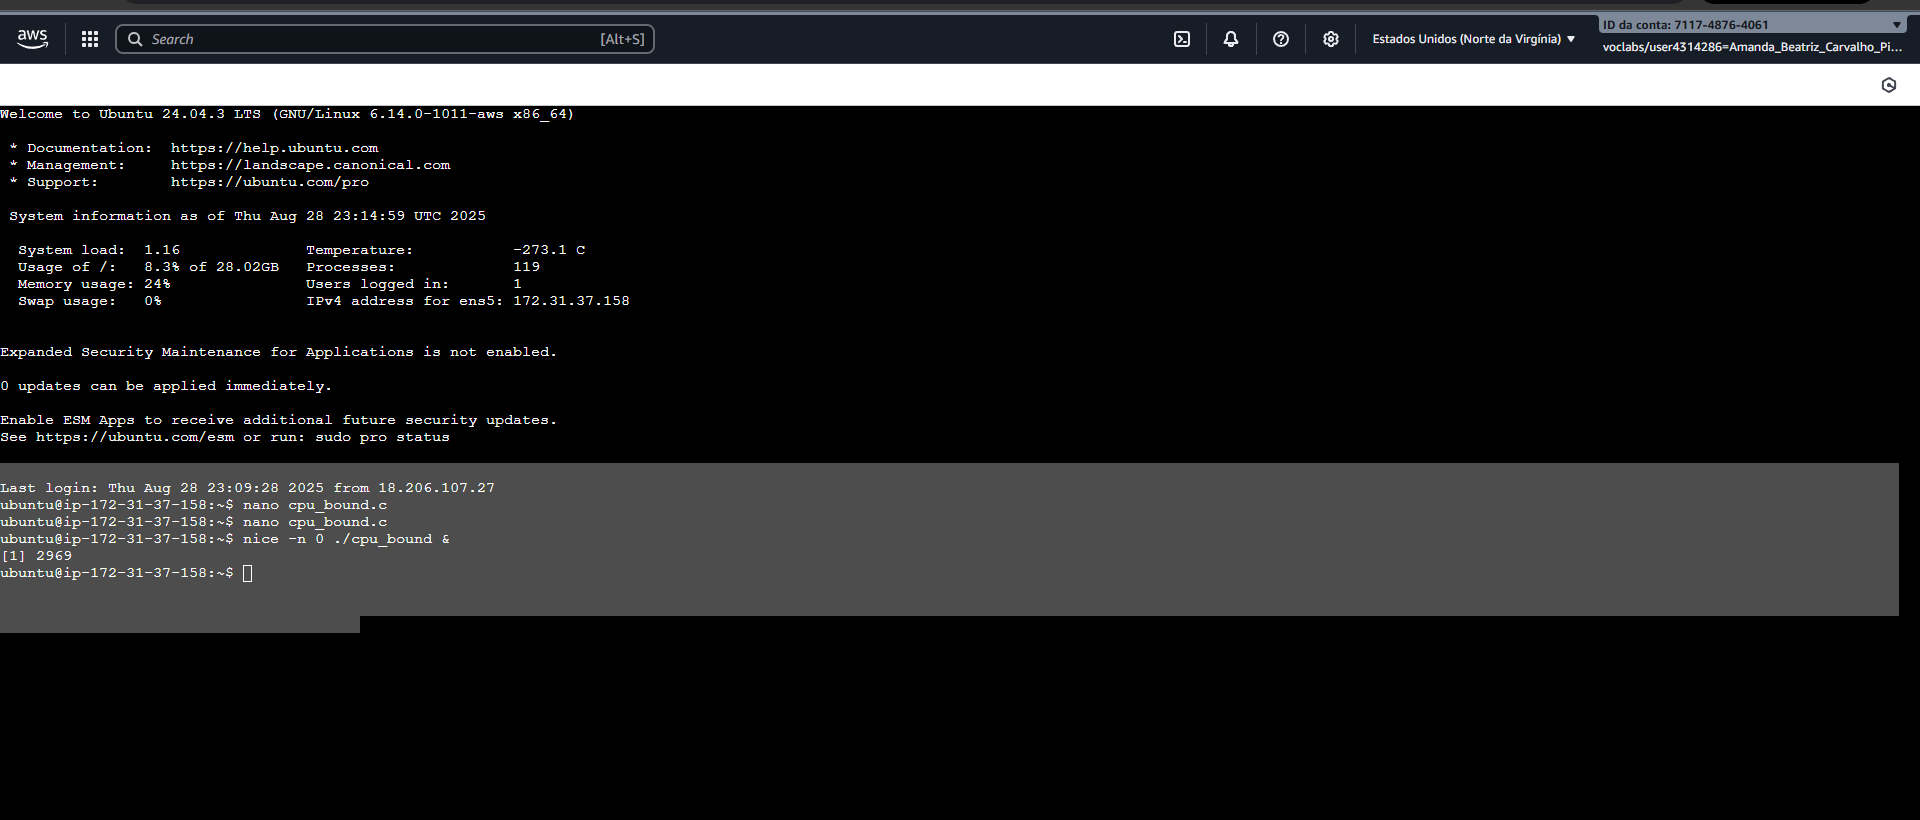 aws
Search
[Alt+S]
Estados Unidos (Norte da Virgínia)
ID da conta: 7117-4876-4061
voclabs/user4314286=Amanda_Beatriz_Carvalho_Pi...
Welcome to Ubuntu 24.04.3 LTS (GNU/Linux 6.14.0-1011-aws x86_64)
* Documentation:  https://help.ubuntu.com
* Management:     https://landscape.canonical.com
* Support:        https://ubuntu.com/pro
System information as of Thu Aug 28 23:14:59 UTC 2025
System load:  1.16              Temperature:           -273.1 C
Usage of /:   8.3% of 28.02GB   Processes:             119
Memory usage: 24%               Users logged in:       1
Swap usage:   0%                IPv4 address for ens5: 172.31.37.158
Expanded Security Maintenance for Applications is not enabled.
0 updates can be applied immediately.
Enable ESM Apps to receive additional future security updates.
See https://ubuntu.com/esm or run: sudo pro status
Last login: Thu Aug 28 23:09:28 2025 from 18.206.107.27
ubuntu@ip-172-31-37-158:~$ nano cpu_bound.c
ubuntu@ip-172-31-37-158:~$ nano cpu_bound.c
ubuntu@ip-172-31-37-158:~$ nice -n 0 ./cpu_bound &
[1] 2969
ubuntu@ip-172-31-37-158:~$